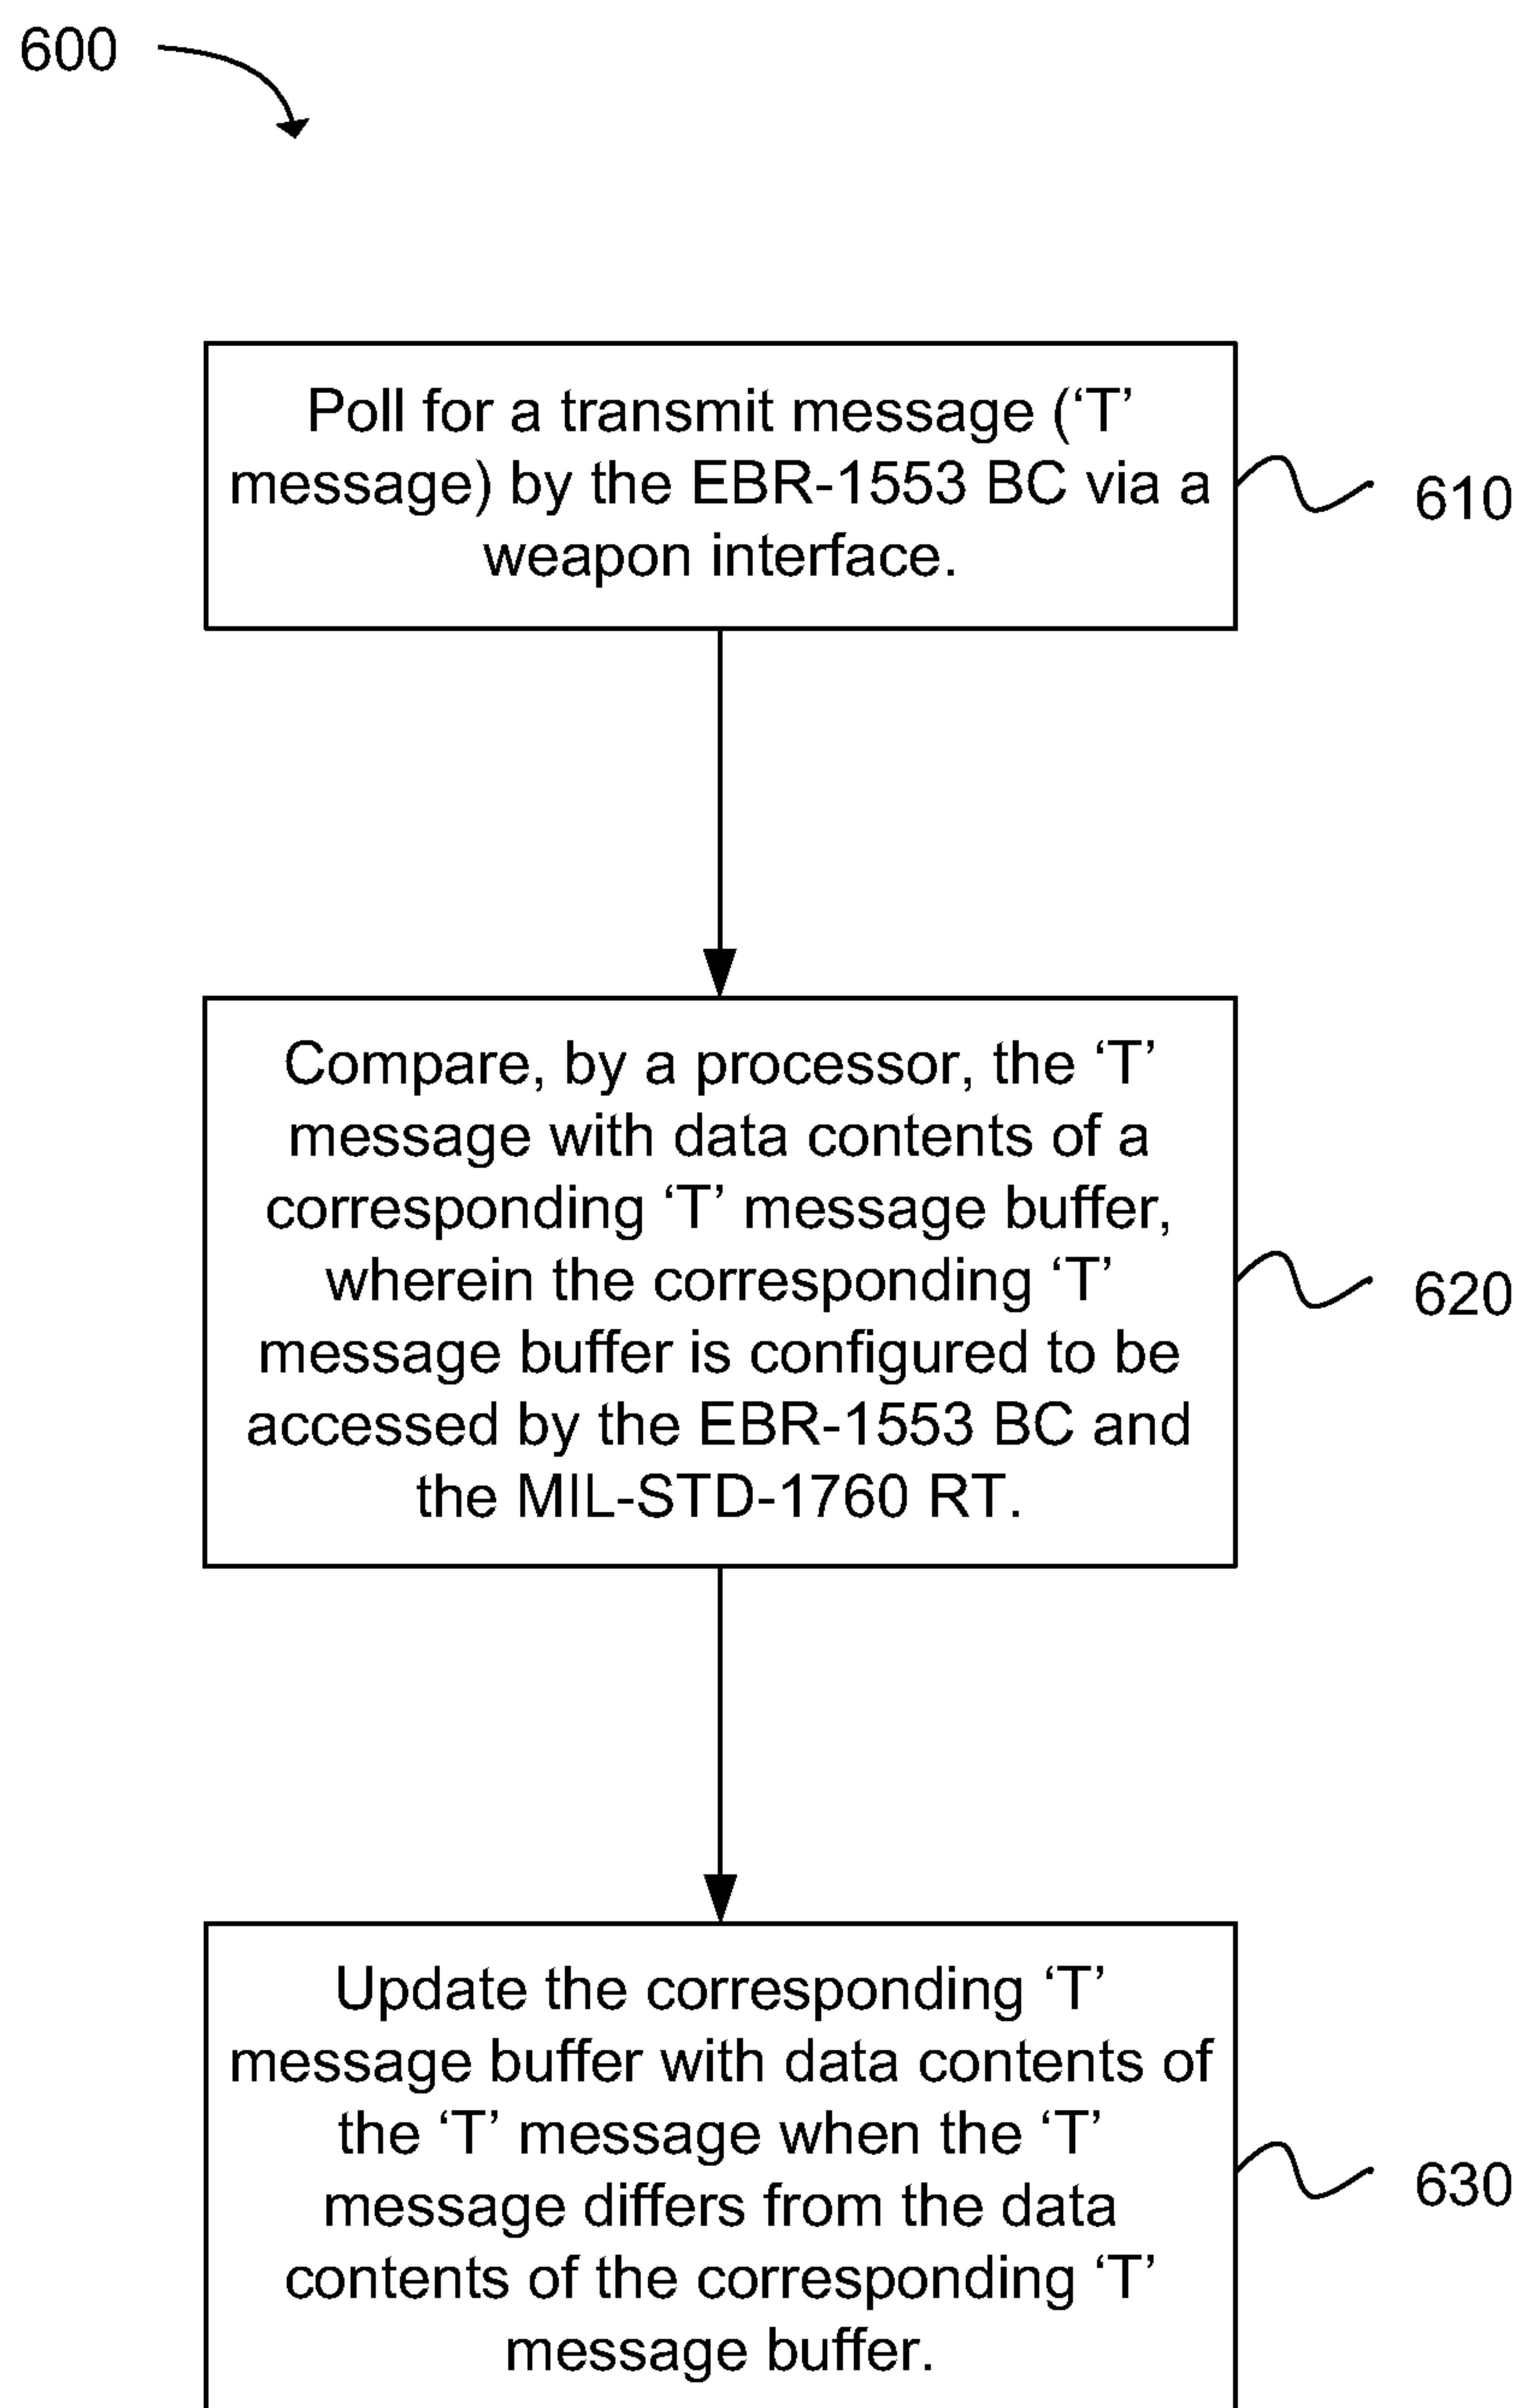 600
Poll for a transmit message (‘T’
message) by the EBR-1553 BC via a
weapon interface.
610
Compare, by a processor, the ‘T’
message with data contents of a
corresponding ‘T’ message buffer,
wherein the corresponding ‘T’
message buffer is configured to be
accessed by the EBR-1553 BC and
the MIL-STD-1760 RT.
620
Update the corresponding ‘T’
message buffer with data contents of
the ‘T’ message when the ‘T’
message differs from the data
contents of the corresponding ‘T’
message buffer.
630